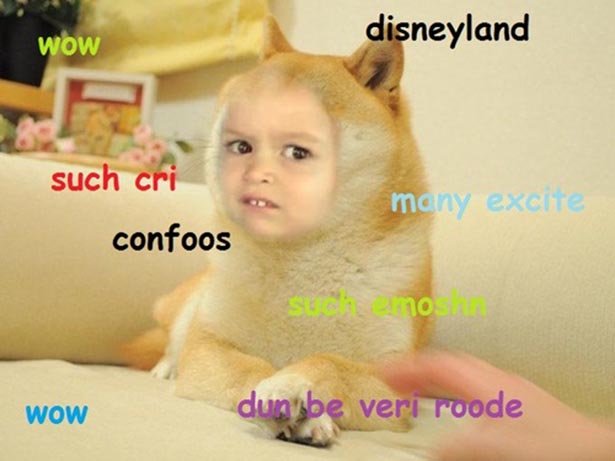 disneyland
wow
such cri
many excite
confoos
such emoshn
dun be veri roode
wow